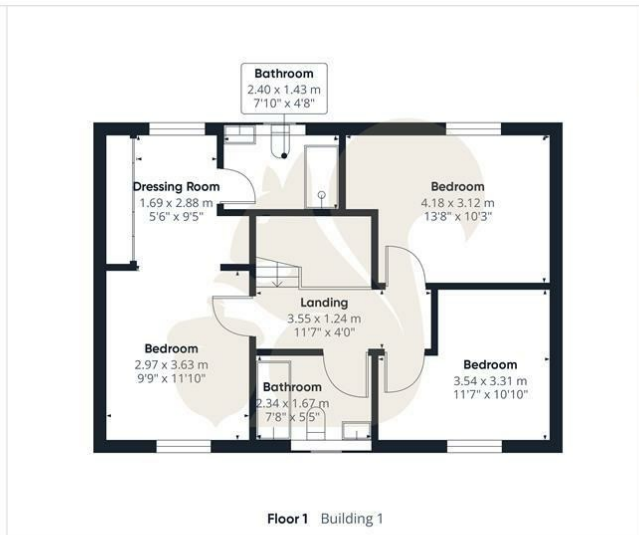 Bathroom
2.40 x 1.43 m
7'10" x 4'8"
Dressing Room
1.69 x 2.88 m
5'6" x 9'5"
Bedroom
4.18 x 3.12 m
13'8" x 10'3"
Landing
3.55 x 1.24 m
11'7" x 4'0"
Bedroom
2.97 x 3.63 m
9'9" x 11'10"
Bathroom
2.34 x 1.67 m
7'8" x 5'5"
Bedroom
3.54 x 3.31 m
11'7" x 10'10"
Floor 1 Building 1